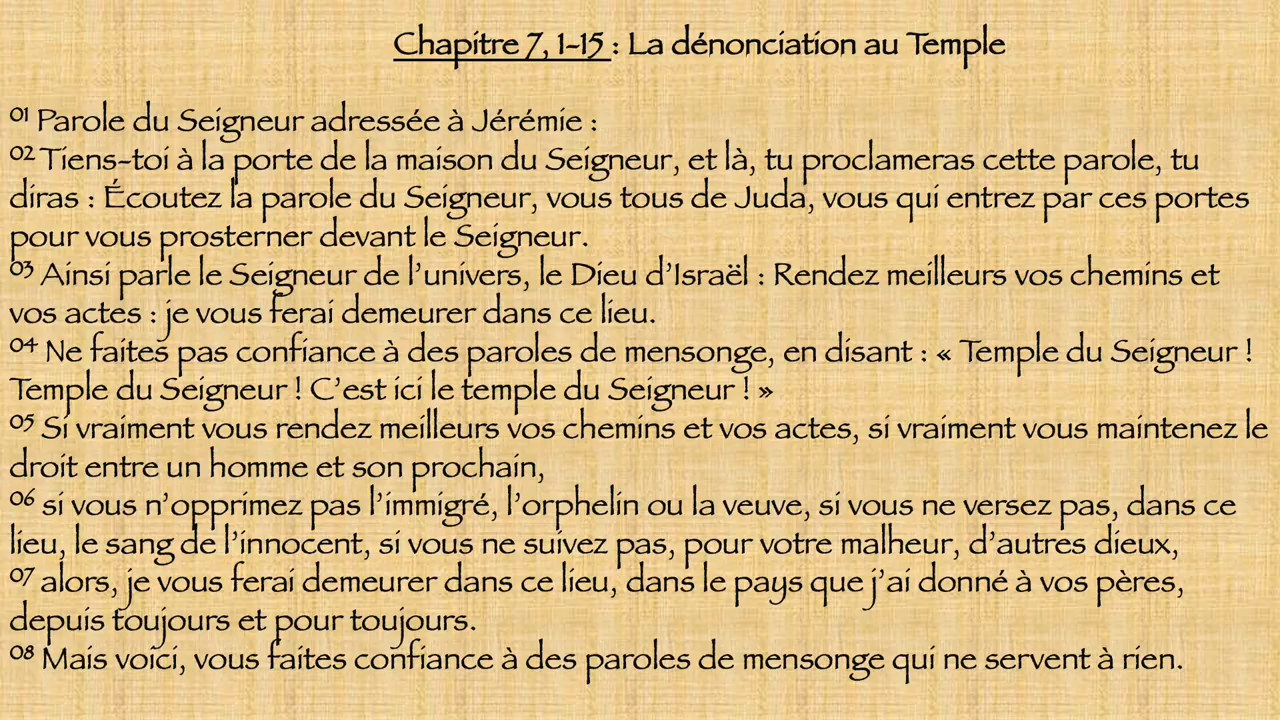 Chapitre 7, 1-15 : La dénonciation au Temple
01 Parole du Seigneur adressée à Jérémie :
02 Tiens-toi à la porte de la maison du Seigneur, et là, tu proclameras cette parole, tu
diras : Écoutez la parole du Seigneur, vous tous de Juda, vous qui entrez par ces portes
pour vous prosterner devant le Seigneur.
03 Ainsi parle le Seigneur de l’univers, le Dieu d’Israël : Rendez meilleurs vos chemins et
vos actes : je vous ferai demeurer dans ce lieu.
04 Ne faites pas confiance à des paroles de mensonge, en disant : « Temple du Seigneur !
Temple du Seigneur ! C’est ici le temple du Seigneur ! »
05 Si vraiment vous rendez meilleurs vos chemins et vos actes, si vraiment vous maintenez le
droit entre un homme et son prochain,
06 si vous n’opprimez pas l’immigré, l’orphelin ou la veuve, si vous ne versez pas, dans ce
lieu, le sang de l’innocent, si vous ne suivez pas, pour votre malheur, d’autres dieux,
07 alors, je vous ferai demeurer dans ce lieu, dans le pays que j’ai donné à vos pères,
depuis toujours et pour toujours.
08 Mais voici, vous faites confiance à des paroles de mensonge qui ne servent à rien.